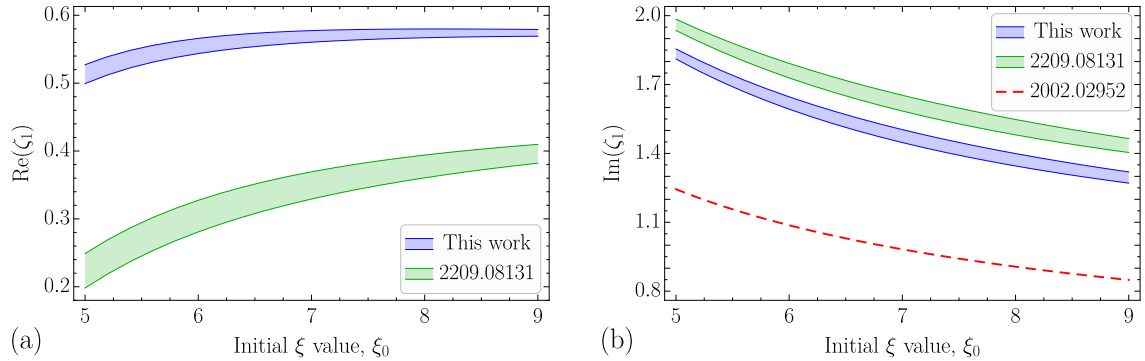 0.6
0.5
0.4
0.3
0.2
Re(ζ₁)
5 6 7 8 9
Initial ξ value, ξ₀
This work
2209.08131
(a)
2.0
1.7
1.4
1.1
0.8
Im(ζ₁)
5 6 7 8 9
Initial ξ value, ξ₀
This work
2209.08131
2002.02952
(b)